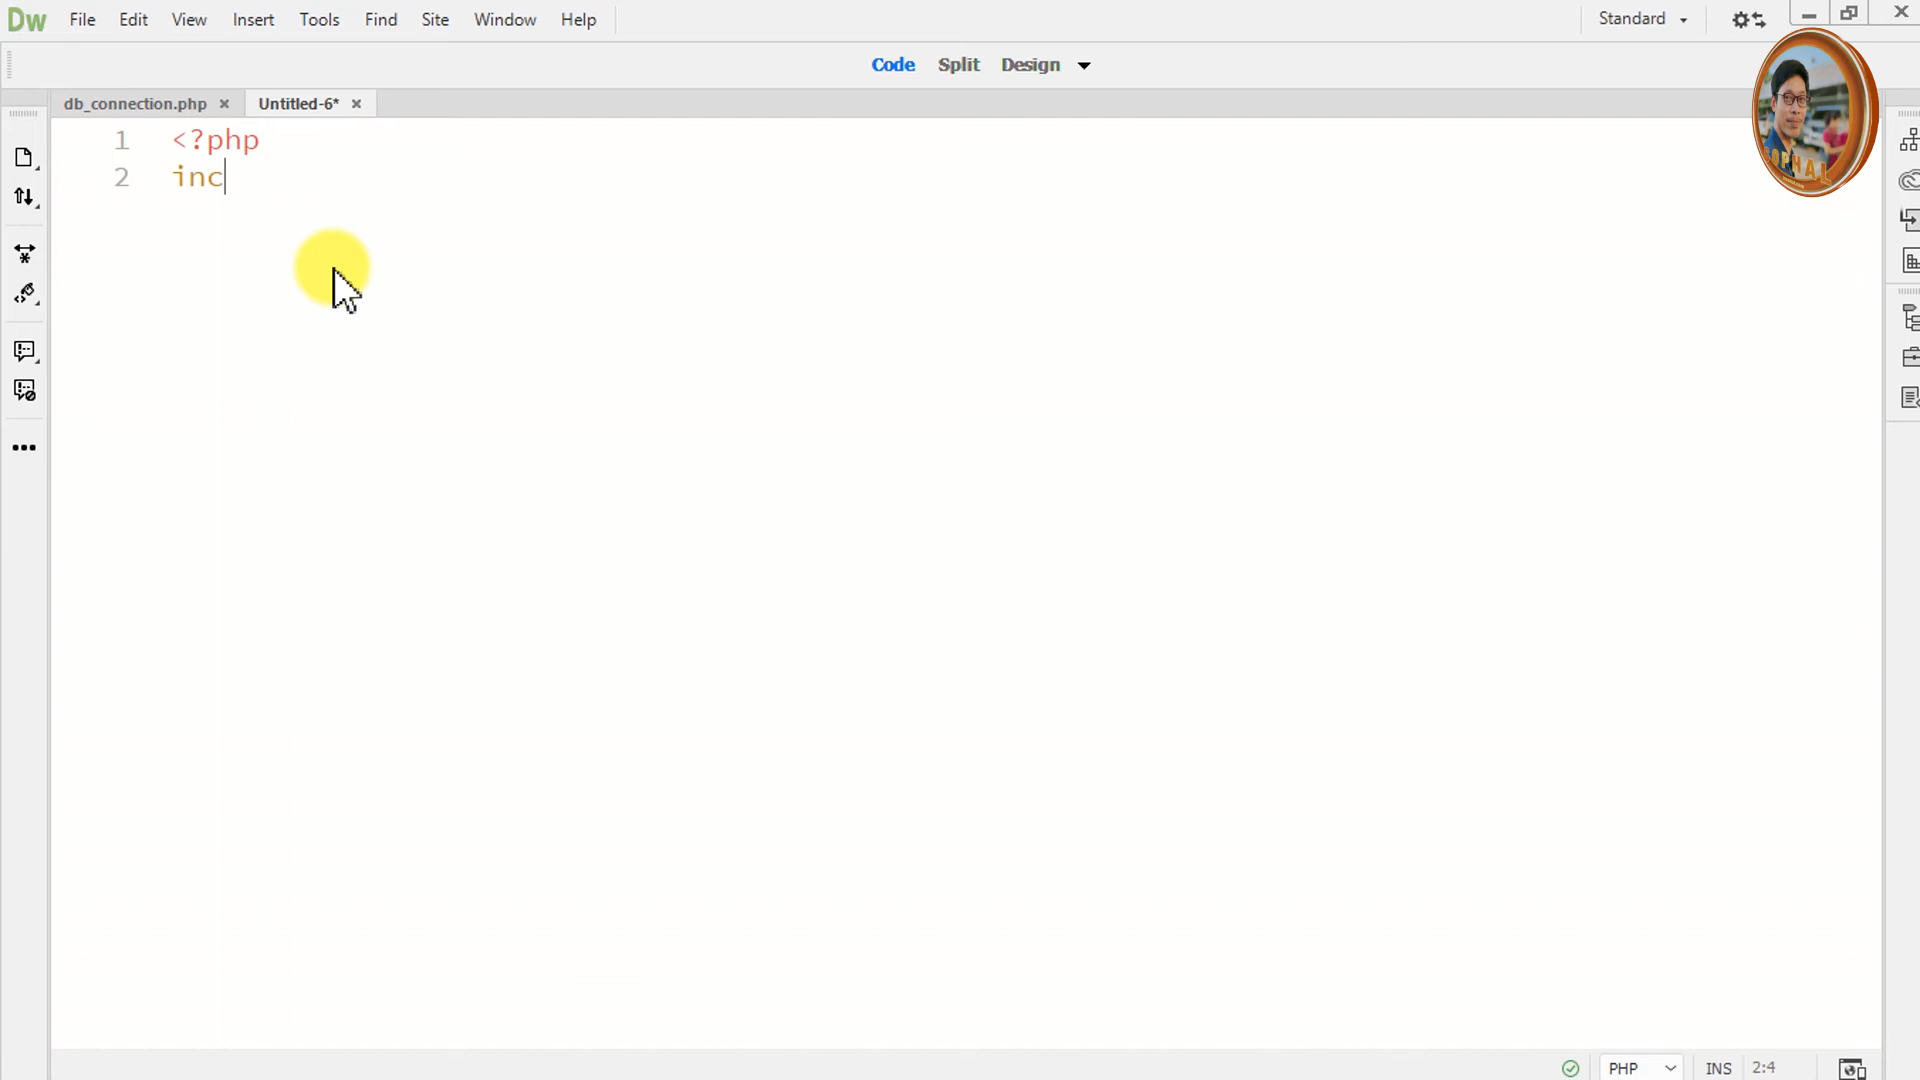 Dw File Edit View Insert Tools Find Site Window Help Standard
Code Split Design
db_connection.php Untitled-6*
1 <?php
2 inc
SOPHAL
PHP INS 2:4